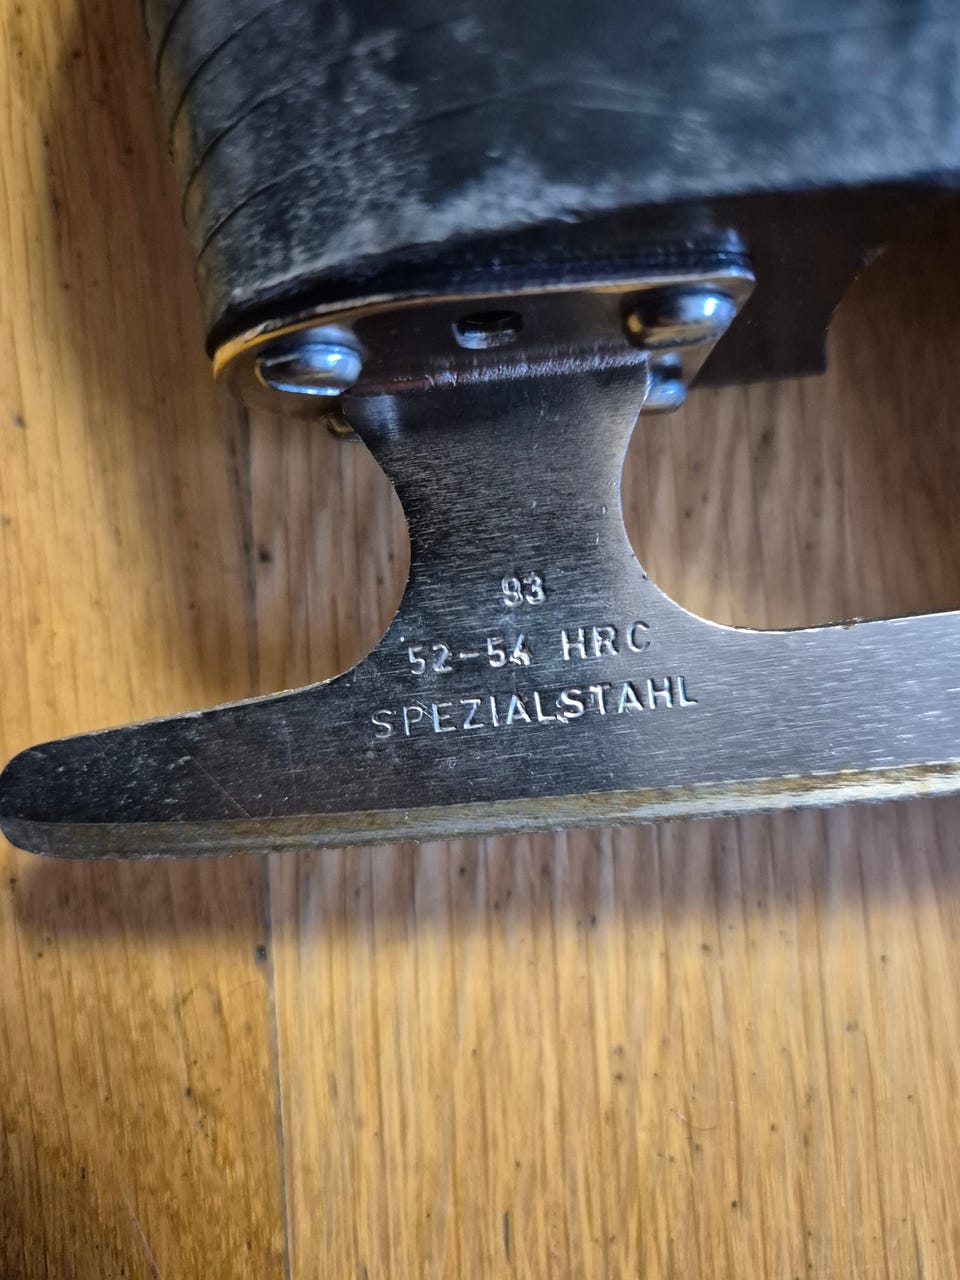 93
52-54 HRC
SPEZIALSTAHL